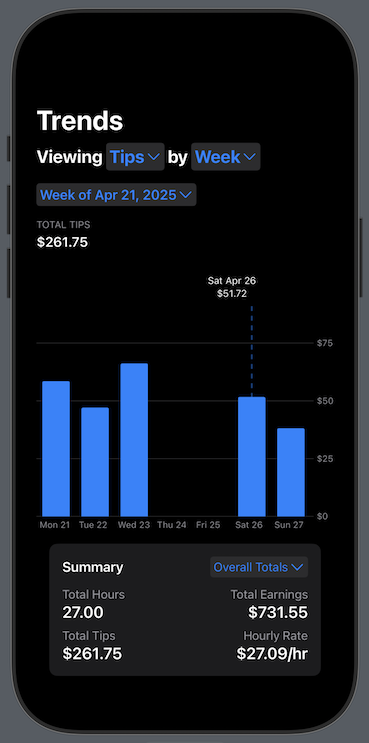 Trends
Viewing Tips by Week
Week of Apr 21, 2025
TOTAL TIPS
$261.75
Sat Apr 26
$51.72
$75
$50
$25
$0
Mon 21 Tue 22 Wed 23 Thu 24 Fri 25 Sat 26 Sun 27
Summary Overall Totals
Total Hours Total Earnings
27.00 $731.55
Total Tips Hourly Rate
$261.75 $27.09/hr